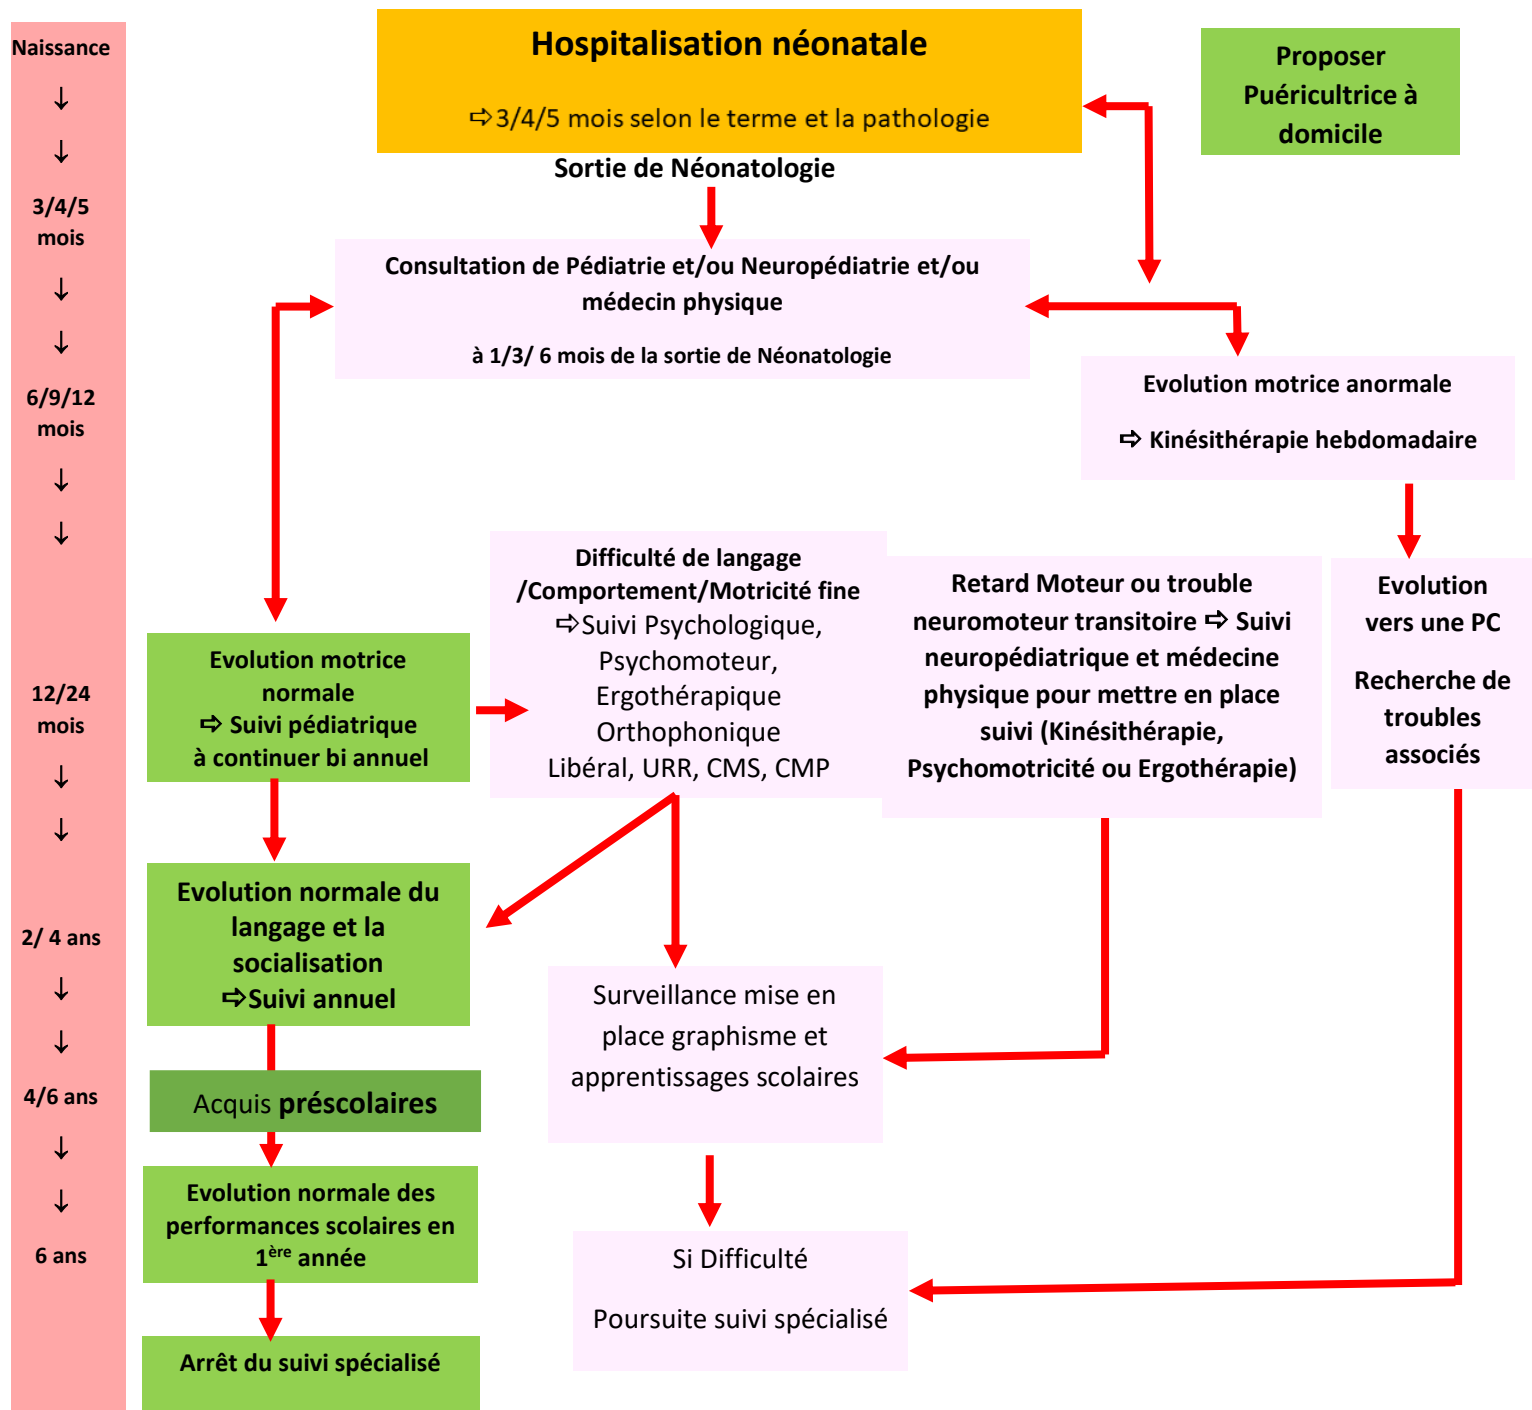 Naissance
↓
↓
3/4/5
mois
↓
↓
6/9/12
mois
↓
↓
12/24
mois
↓
↓
2/ 4 ans
↓
↓
4/6 ans
↓
↓
6 ans
Hospitalisation néonatale
⇨3/4/5 mois selon le terme et la pathologie
Proposer
Puéricultrice à
domicile
Sortie de Néonatologie
Consultation de Pédiatrie et/ou Neuropédiatrie et/ou
médecin physique
à 1/3/ 6 mois de la sortie de Néonatologie
Evolution motrice anormale
⇨ Kinésithérapie hebdomadaire
Evolution motrice
normale
⇨ Suivi pédiatrique
à continuer bi annuel
Difficulté de langage
/Comportement/Motricité fine
⇨Suivi Psychologique,
Psychomoteur,
Ergothérapique
Orthophonique
Libéral, URR, CMS, CMP
Retard Moteur ou trouble
neuromoteur transitoire ⇨ Suivi
neuropédiatrique et médecine
physique pour mettre en place
suivi (Kinésithérapie,
Psychomotricité ou Ergothérapie)
Evolution
vers une PC
Recherche de
troubles
associés
Evolution normale du
langage et la
socialisation
⇨Suivi annuel
Surveillance mise en
place graphisme et
apprentissages scolaires
Acquis préscolaires
Evolution normale des
performances scolaires en
1ère année
Si Difficulté
Poursuite suivi spécialisé
Arrêt du suivi spécialisé